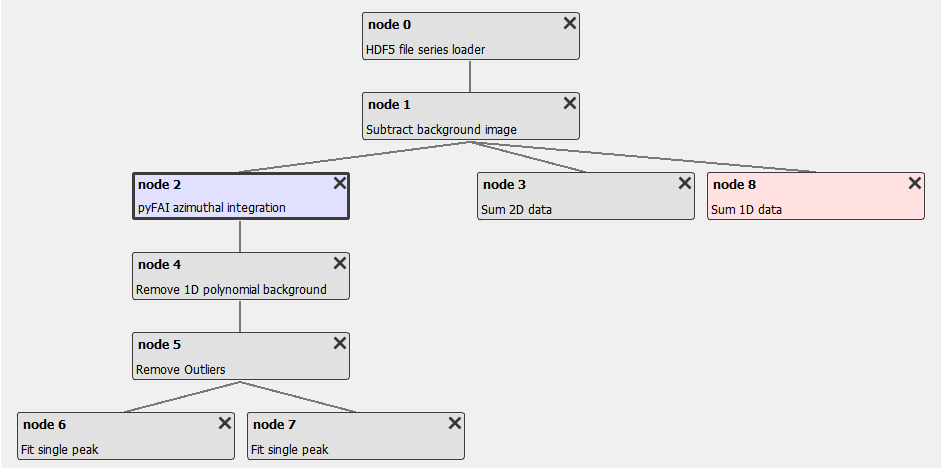 node 0
HDF5 file series loader
node 1
Subtract background image
node 2
pyFAI azimuthal integration
node 3
Sum 2D data
node 8
Sum 1D data
node 4
Remove 1D polynomial background
node 5
Remove Outliers
node 6
Fit single peak
node 7
Fit single peak